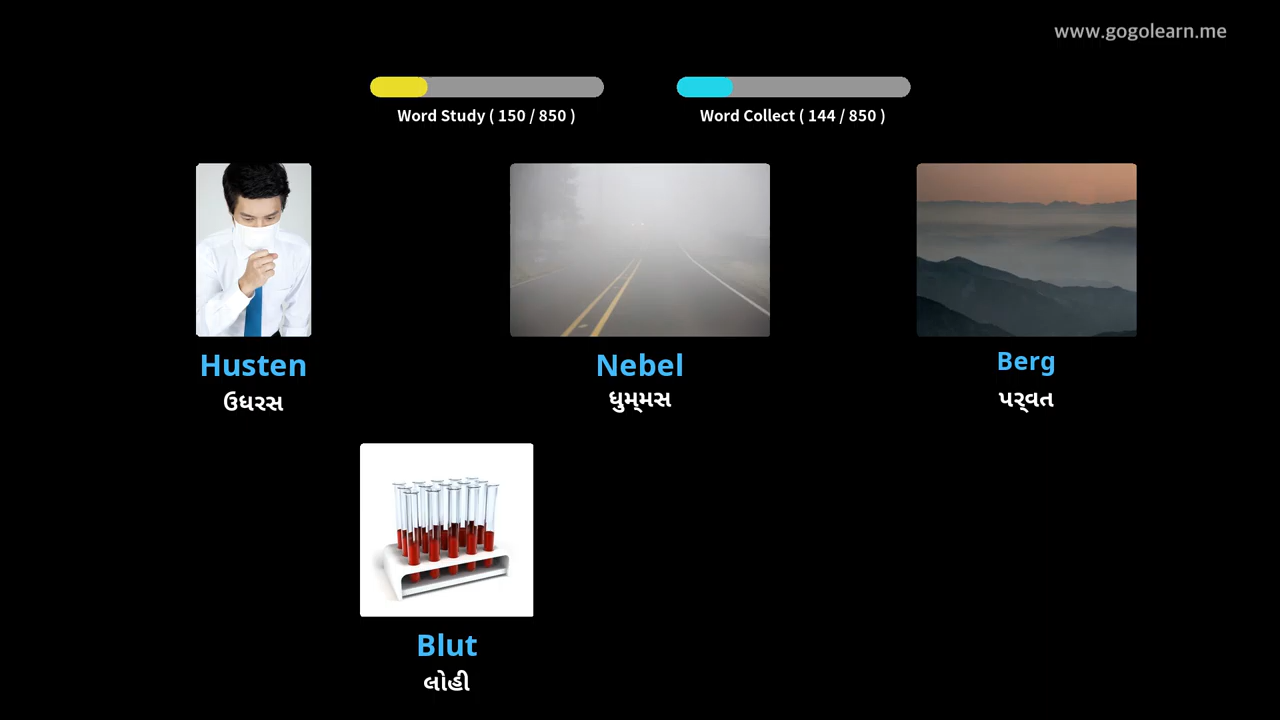 www.gogolearn.me
Word Study ( 150 / 850 )
Word Collect ( 144 / 850 )
Husten
ઉધરસ
Nebel
ધુમ્મસ
Berg
પર્વત
Blut
લોહી